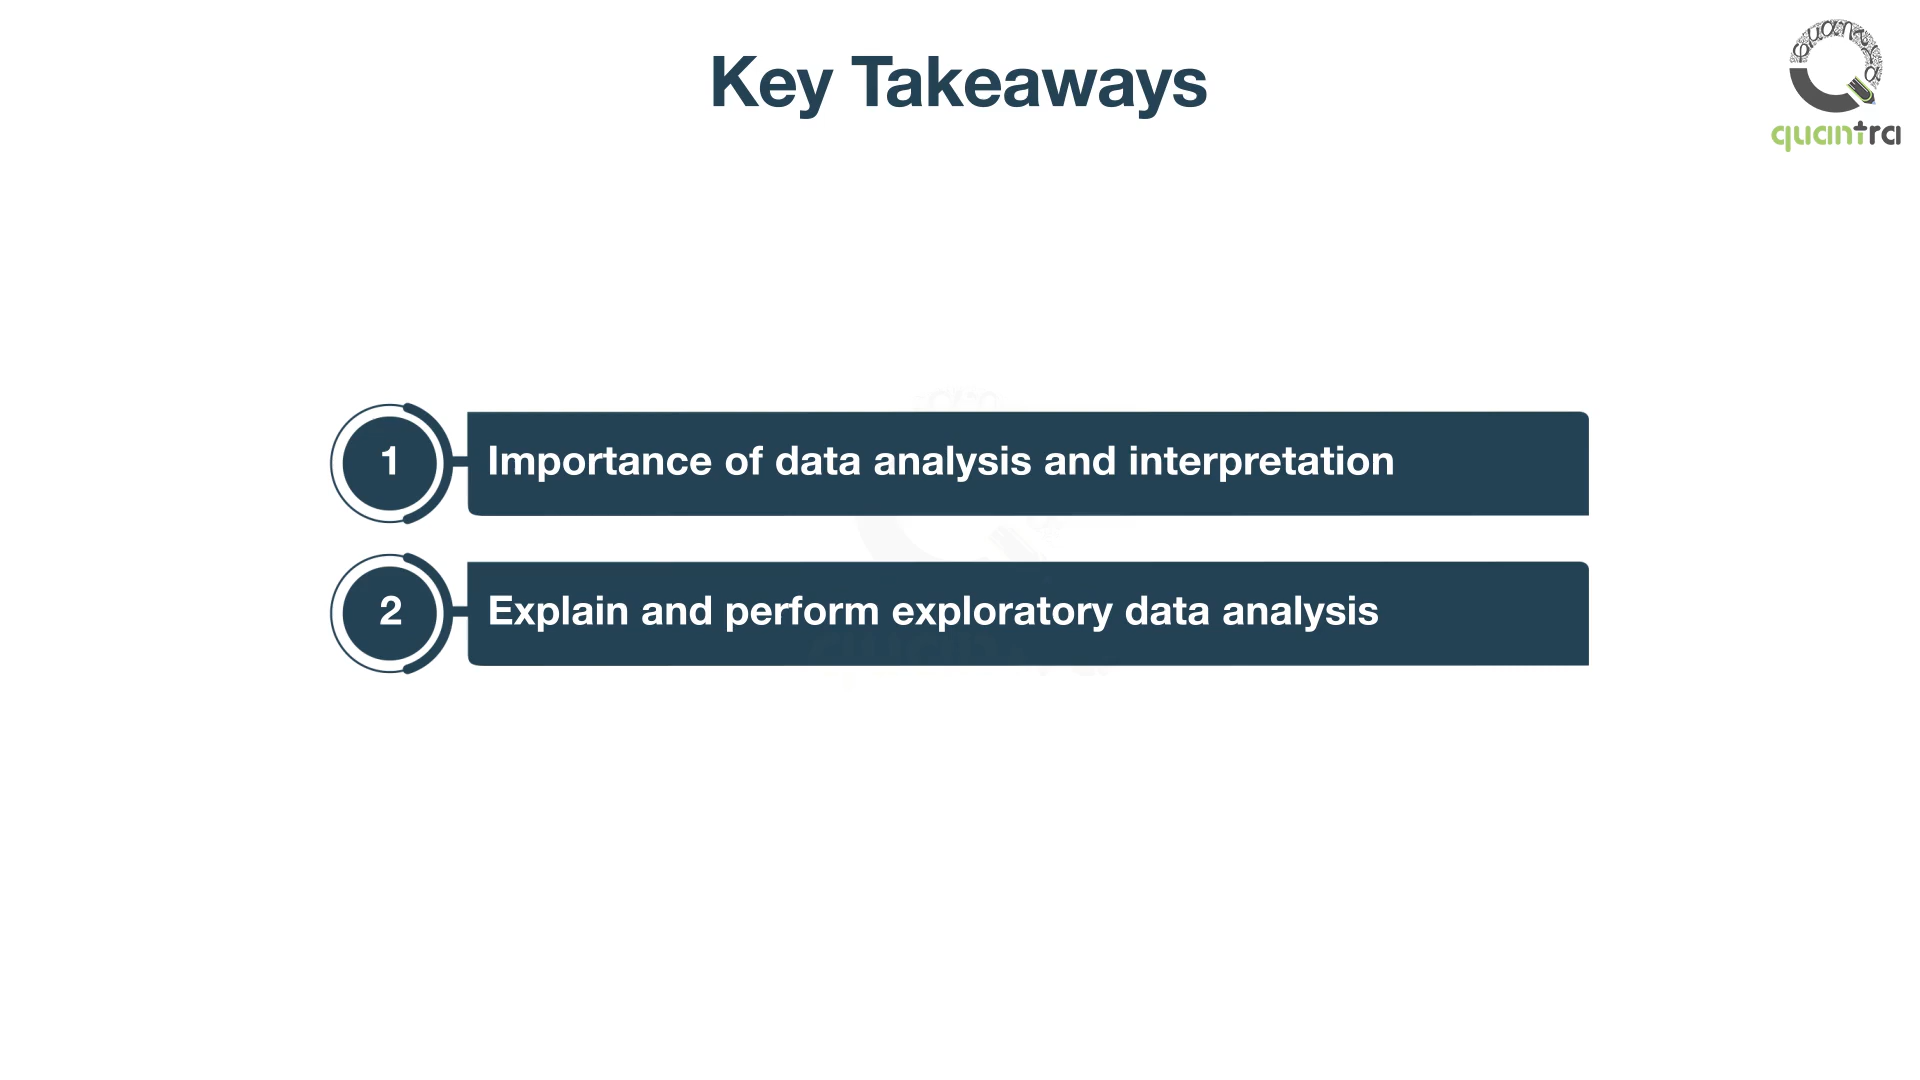 Key Takeaways
quantra
1 Importance of data analysis and interpretation
2 Explain and perform exploratory data analysis